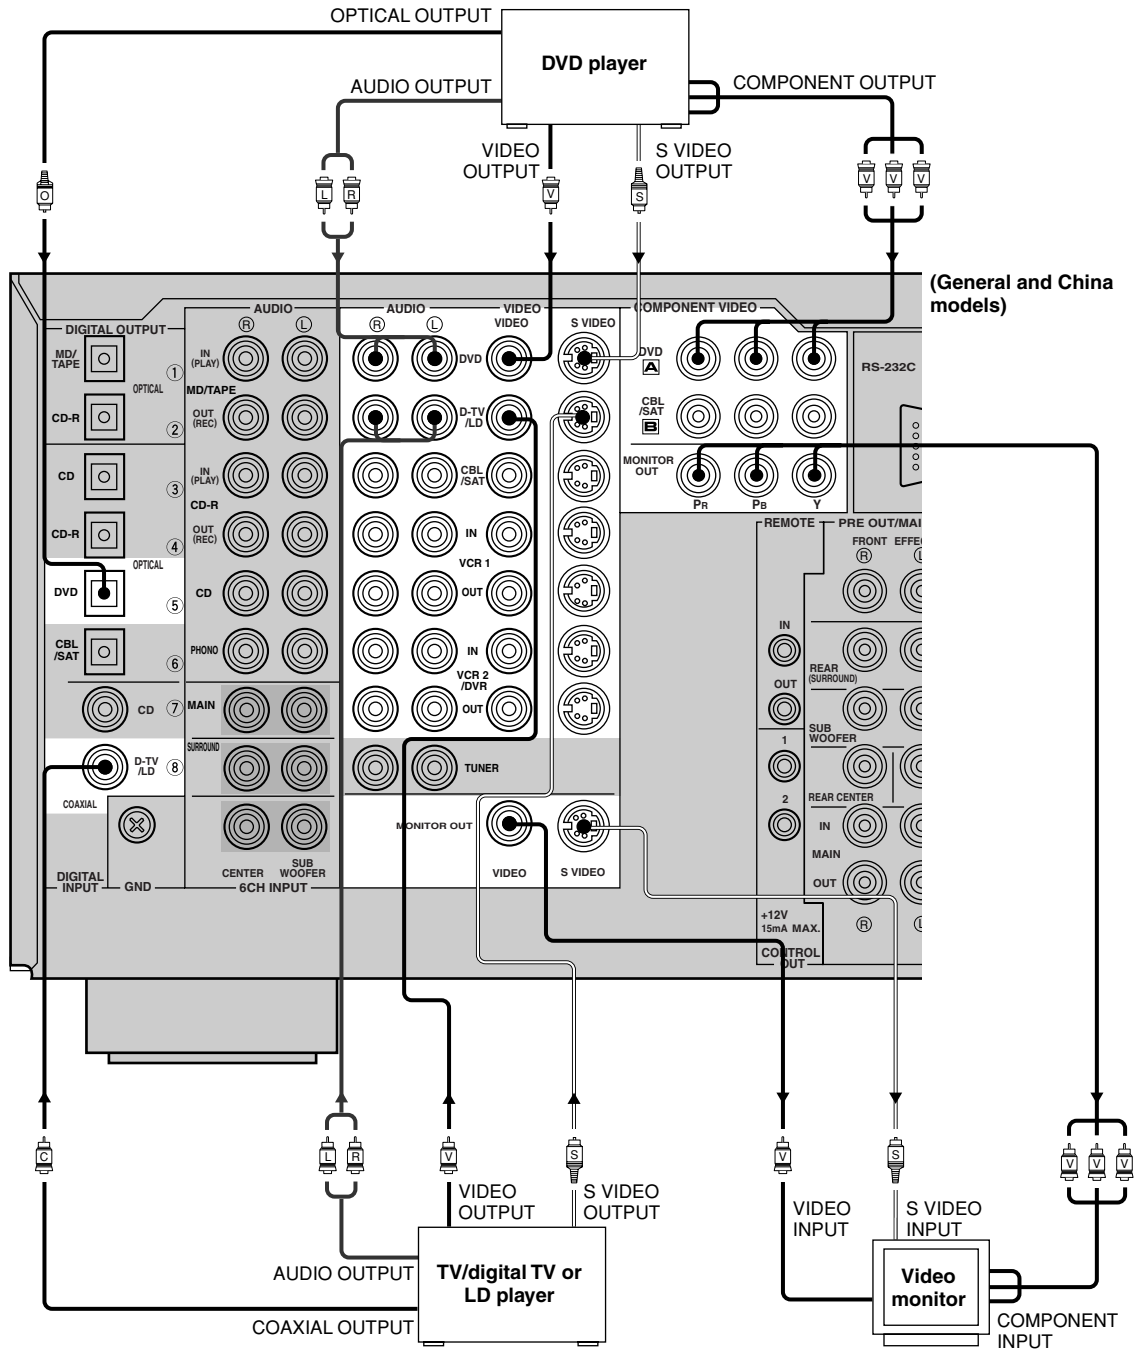 OPTICAL OUTPUT
DVD player
AUDIO OUTPUT
COMPONENT OUTPUT
VIDEO
OUTPUT
S VIDEO
OUTPUT
O
L
R
V
S
V
V
V
(General and China
models)
DIGITAL OUTPUT
AUDIO
R
L
AUDIO
R
L
VIDEO
VIDEO
S VIDEO
COMPONENT VIDEO
MD/
TAPE
1
OPTICAL
IN
(PLAY)
MD/TAPE
DVD
DVD
A
RS-232C
CD-R
2
OUT
(REC)
D-TV
/LD
CBL
/SAT
B
CD
3
IN
(PLAY)
CD-R
CBL
/SAT
MONITOR
OUT
PR
PB
Y
CD-R
4
OPTICAL
OUT
(REC)
IN
VCR 1
REMOTE
PRE OUT/MAI
FRONT
EFFE
R
L
DVD
5
CD
OUT
CBL
/SAT
6
PHONO
IN
VCR 2
/DVR
IN
REAR
(SURROUND)
CD
7
MAIN
OUT
OUT
SUB
WOOFER
D-TV
/LD
8
SURROUND
TUNER
1
COAXIAL
REAR CENTER
MONITOR OUT
2
IN
MAIN
DIGITAL
INPUT
GND
CENTER
SUB
WOOFER
6CH INPUT
VIDEO
S VIDEO
OUT
+12V
15mA MAX.
R
L
CONTROL
OUT
C
L
R
V
S
V
S
V
V
V
VIDEO
OUTPUT
S VIDEO
OUTPUT
VIDEO
INPUT
S VIDEO
INPUT
AUDIO OUTPUT
TV/digital TV or
LD player
Video
monitor
COAXIAL OUTPUT
COMPONENT
INPUT